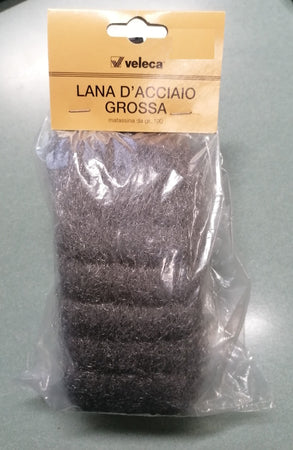 veleca
LANA D'ACCIAIO
GROSSA
matassina da gr. 100